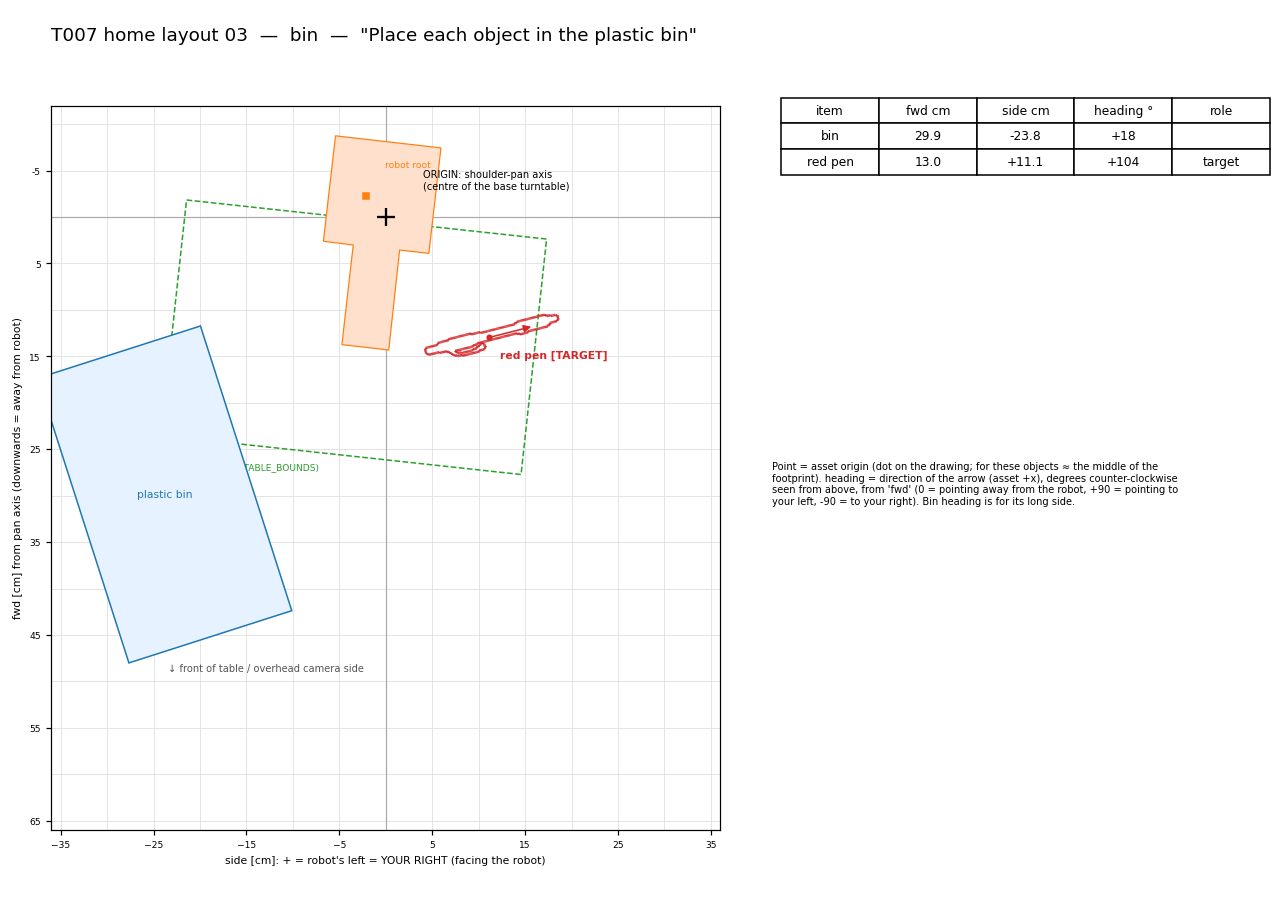 T007 home layout 03 — bin — "Place each object in the plastic bin"
item fwd cm side cm heading ° role
bin 29.9 -23.8 +18
red pen 13.0 +11.1 +104 target
robot root
ORIGIN: shoulder-pan axis
(centre of the base turntable)
red pen [TARGET]
TABLE_BOUNDS)
plastic bin
↓ front of table / overhead camera side
-5
5
15
25
35
45
55
65
fwd [cm] from pan axis (downwards = away from robot)
−35 −25 −15 −5 5 15 25 35
side [cm]: + = robot's left = YOUR RIGHT (facing the robot)
Point = asset origin (dot on the drawing; for these objects ≈ the middle of the
footprint). heading = direction of the arrow (asset +x), degrees counter-clockwise
seen from above, from 'fwd' (0 = pointing away from the robot, +90 = pointing to
your left, -90 = to your right). Bin heading is for its long side.